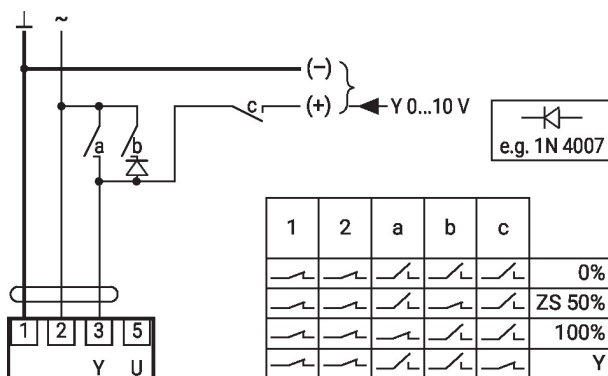 ⊥ ~
(–)
c (+) Y 0...10 V
a b
e.g. 1N 4007
1 2 a b c
0%
ZS 50%
100%
Y
1 2 3 5
Y U